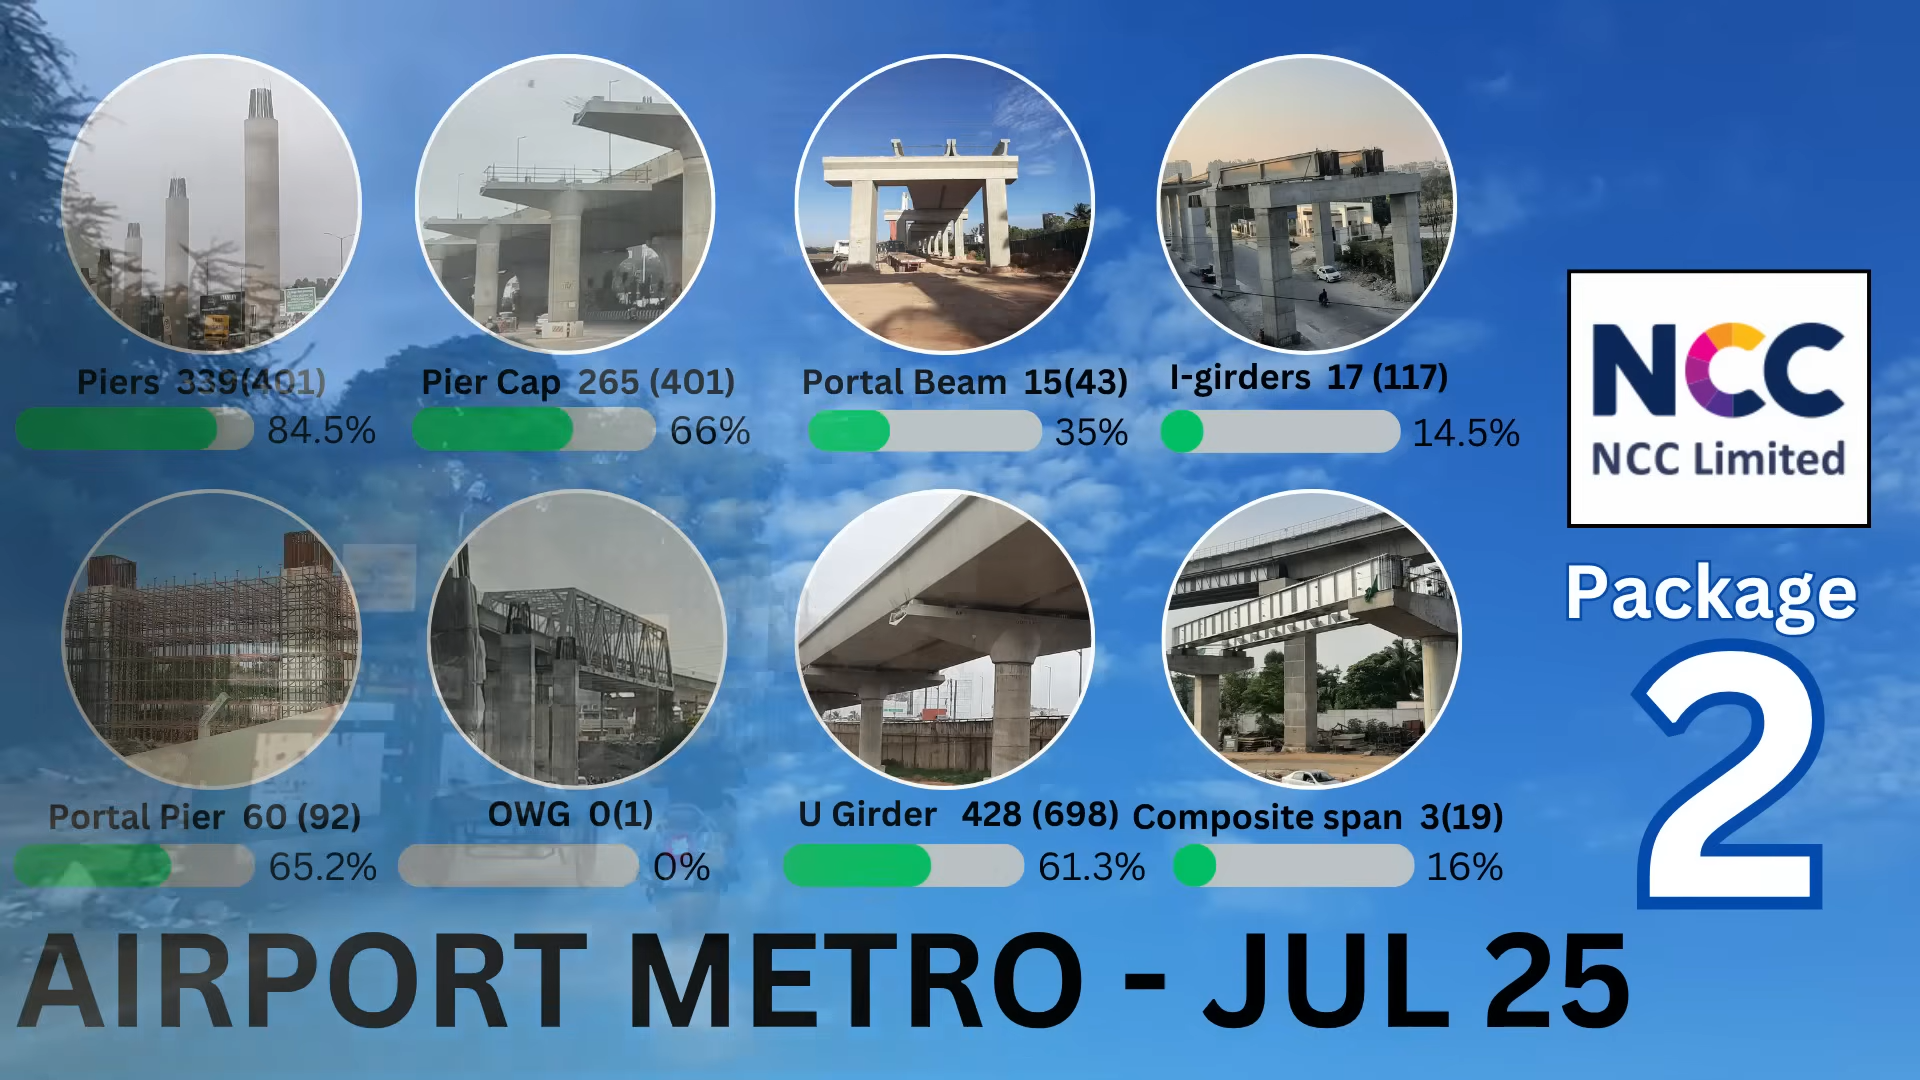 Piers 339(401)
84.5%
Pier Cap 265 (401)
66%
Portal Beam 15(43)
35%
I-girders 17 (117)
14.5%
NCC
NCC Limited
Portal Pier 60 (92)
65.2%
OWG 0(1)
0%
U Girder 428 (698)
61.3%
Composite span 3(19)
16%
Package
2
AIRPORT METRO - JUL 25